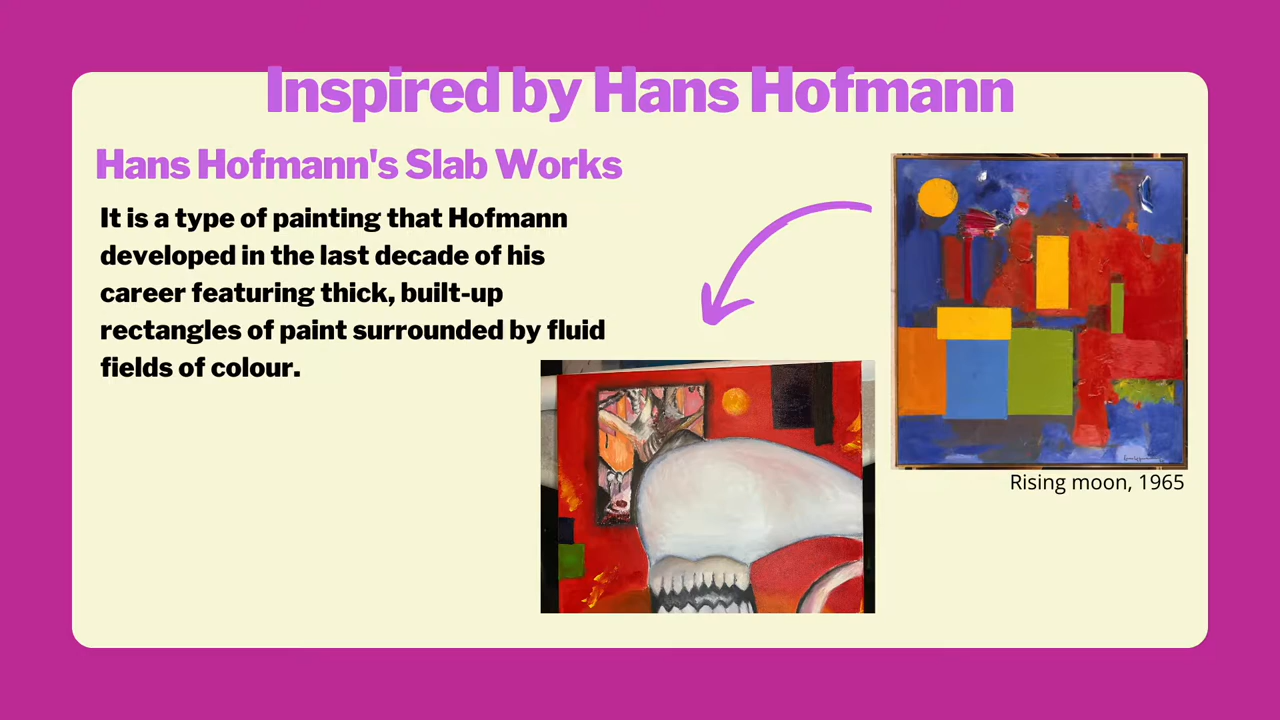 Inspired by Hans Hofmann
Hans Hofmann's Slab Works
It is a type of painting that Hofmann
developed in the last decade of his
career featuring thick, built-up
rectangles of paint surrounded by fluid
fields of colour.
Rising moon, 1965